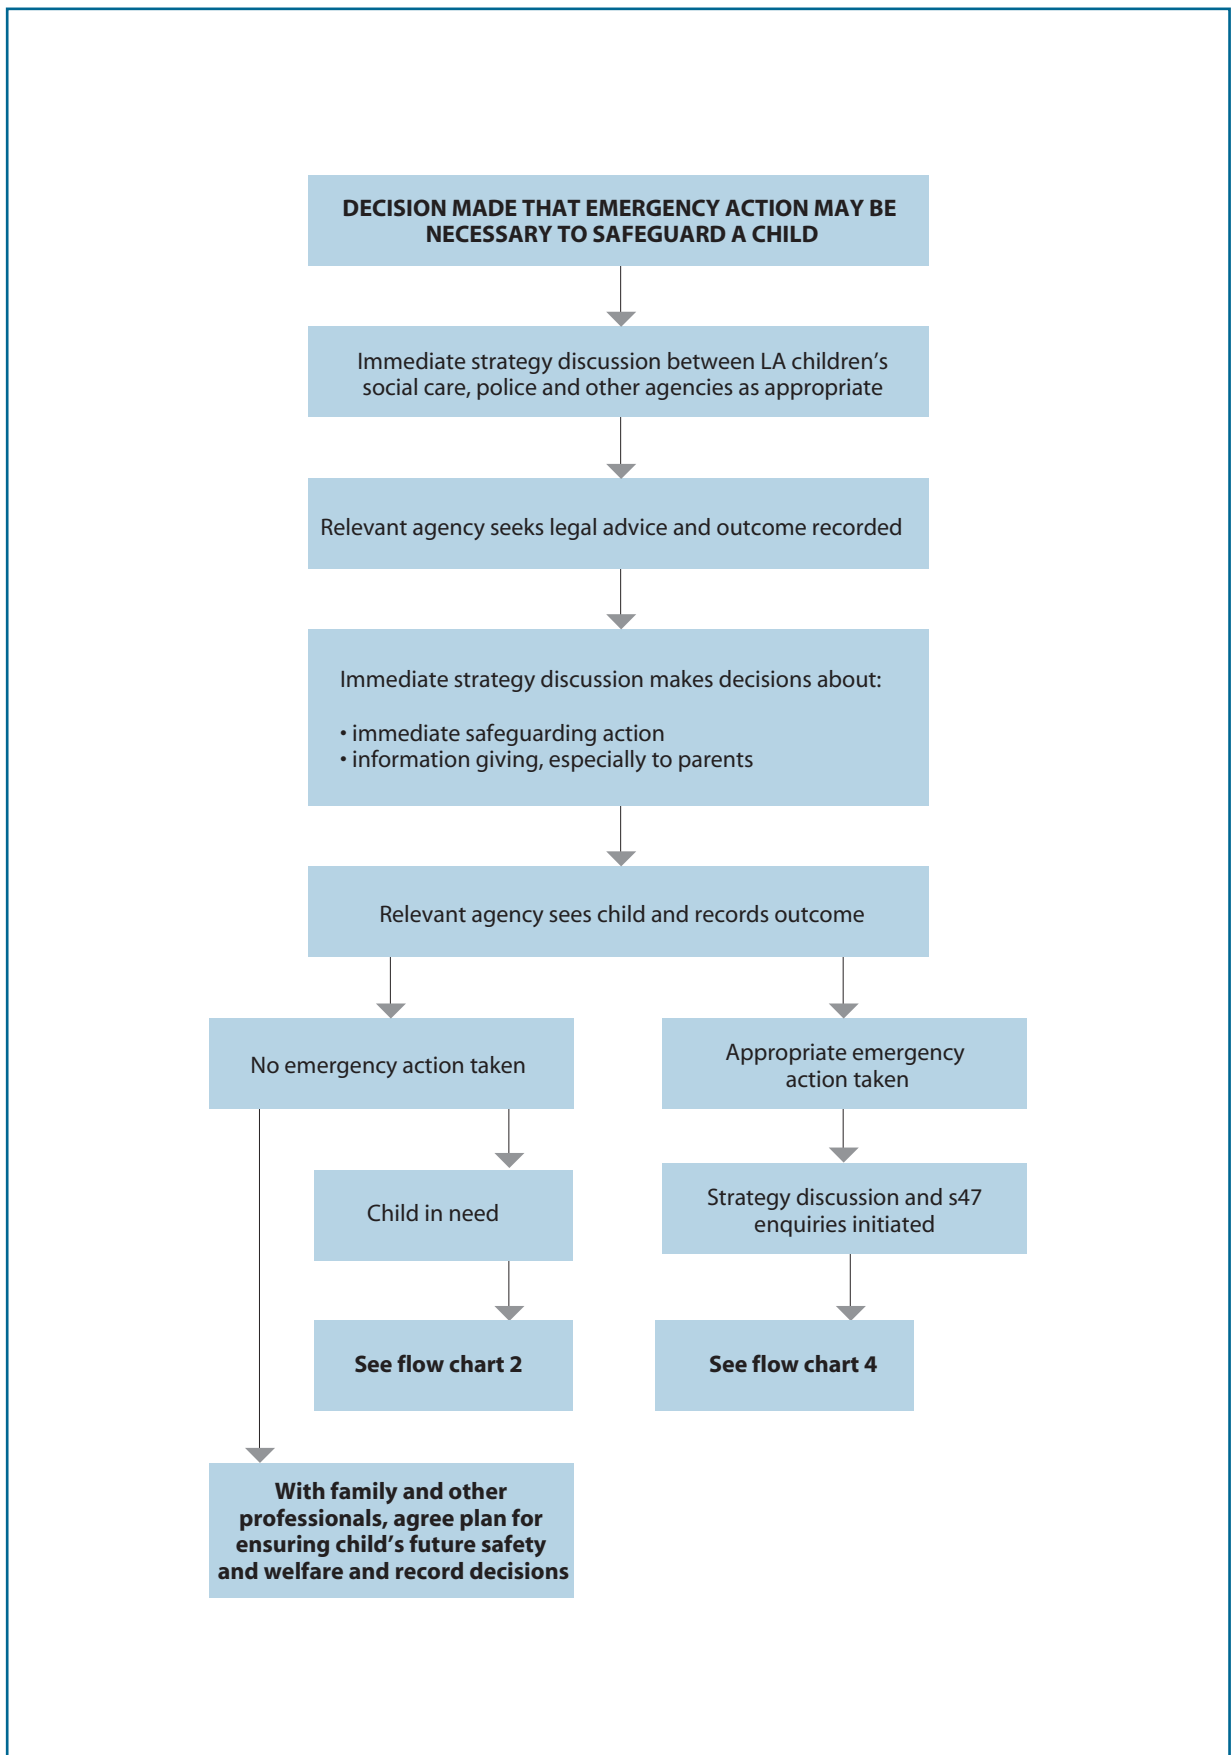 DECISION MADE THAT EMERGENCY ACTION MAY BE
NECESSARY TO SAFEGUARD A CHILD
Immediate strategy discussion between LA children’s
social care, police and other agencies as appropriate
Relevant agency seeks legal advice and outcome recorded
Immediate strategy discussion makes decisions about:
• immediate safeguarding action
• information giving, especially to parents
Relevant agency sees child and records outcome
No emergency action taken
Appropriate emergency
action taken
Child in need
Strategy discussion and s47
enquiries initiated
See flow chart 2
See flow chart 4
With family and other
professionals, agree plan for
ensuring child’s future safety
and welfare and record decisions